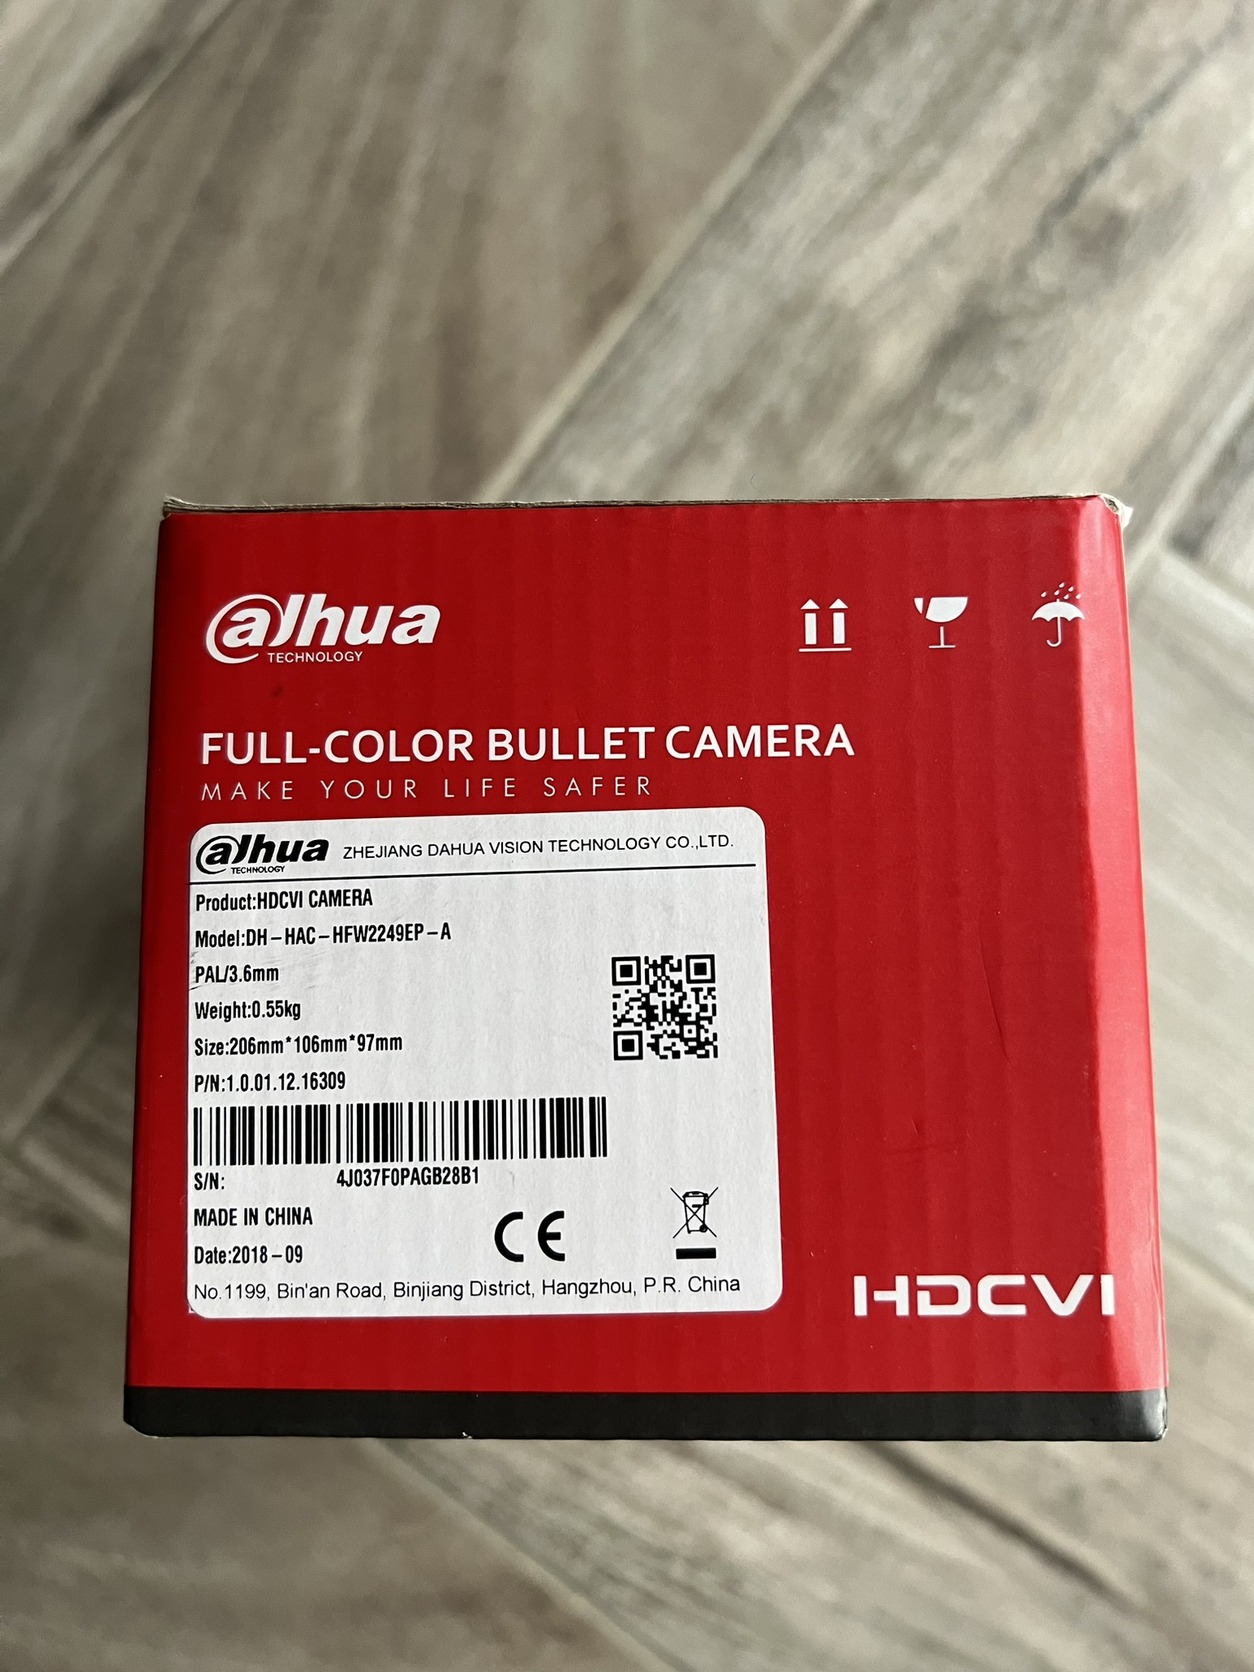 alhua
TECHNOLOGY
FULL-COLOR BULLET CAMERA
MAKE YOUR LIFE SAFER
alhua
TECHNOLOGY
ZHEJIANG DAHUA VISION TECHNOLOGY CO.,LTD.
Product:HDCVI CAMERA
Model:DH-HAC-HFW2249EP-A
PAL/3.6mm
Weight:0.55kg
Size:206mm*106mm*97mm
P/N:1.0.01.12.16309
S/N: 4J037F0PAGB28B1
MADE IN CHINA
Date:2018-09
CE
No.1199, Bin'an Road, Binjiang District, Hangzhou, P.R. China
HDCVI